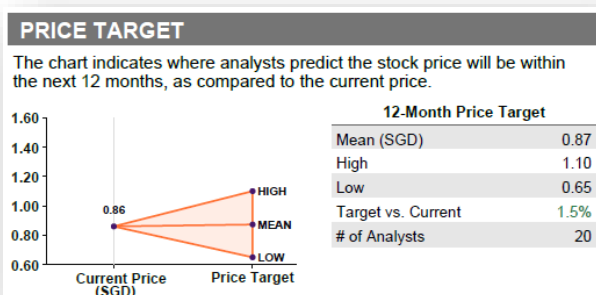 PRICE TARGET
The chart indicates where analysts predict the stock price will be within
the next 12 months, as compared to the current price.
1.60
1.40
1.20
1.00
0.80
0.60
0.86
HIGH
MEAN
LOW
Current Price
(SGD)
Price Target
12-Month Price Target
Mean (SGD) 0.87
High 1.10
Low 0.65
Target vs. Current 1.5%
# of Analysts 20